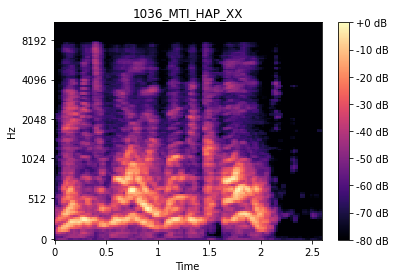 1036_MTI_HAP_XX
+0 dB
8192
-10 dB
4096
-20 dB
-30 dB
2048
Hz
-40 dB
1024
-50 dB
512
-60 dB
-70 dB
0
-80 dB
0 0.5 1 1.5 2 2.5
Time